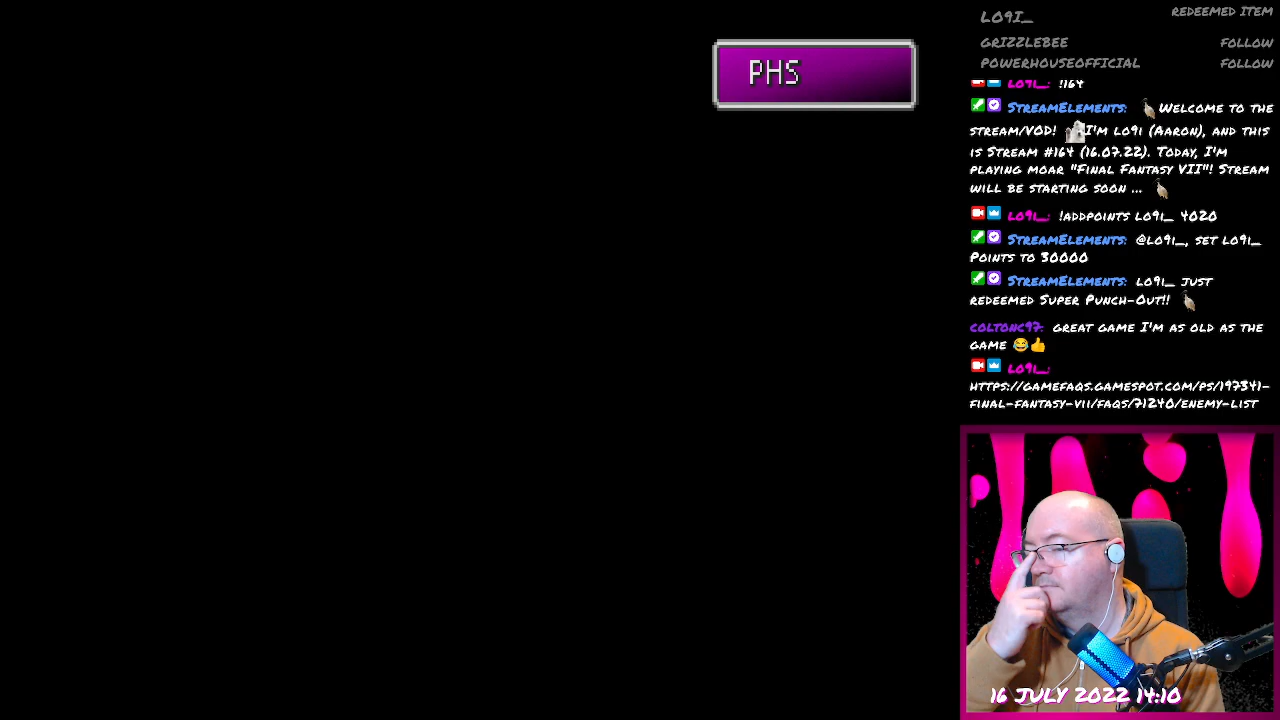 PHS
LO9I_ REDEEMED ITEM
GRIZZLEBEE FOLLOW
POWERHOUSEOFFICIAL FOLLOW
LO9I_: !164
STREAMELEMENTS: WELCOME TO THE
STREAM/VOD! I'M LO9I (AARON), AND THIS
IS STREAM #164 (16.07.22). TODAY, I'M
PLAYING MOAR "FINAL FANTASY VII"! STREAM
WILL BE STARTING SOON ...
LO9I_: !ADDPOINTS LO9I_ 4020
STREAMELEMENTS: @LO9I_, SET LO9I_
POINTS TO 30000
STREAMELEMENTS: LO9I_ JUST
REDEEMED SUPER PUNCH-OUT!!
COLTONC97: GREAT GAME I'M AS OLD AS THE
GAME 😂👍
LO9I_:
HTTPS://GAMEFAQS.GAMESPOT.COM/PS/197341-
FINAL-FANTASY-VII/FAQS/71240/ENEMY-LIST
16 JULY 2022 14:10